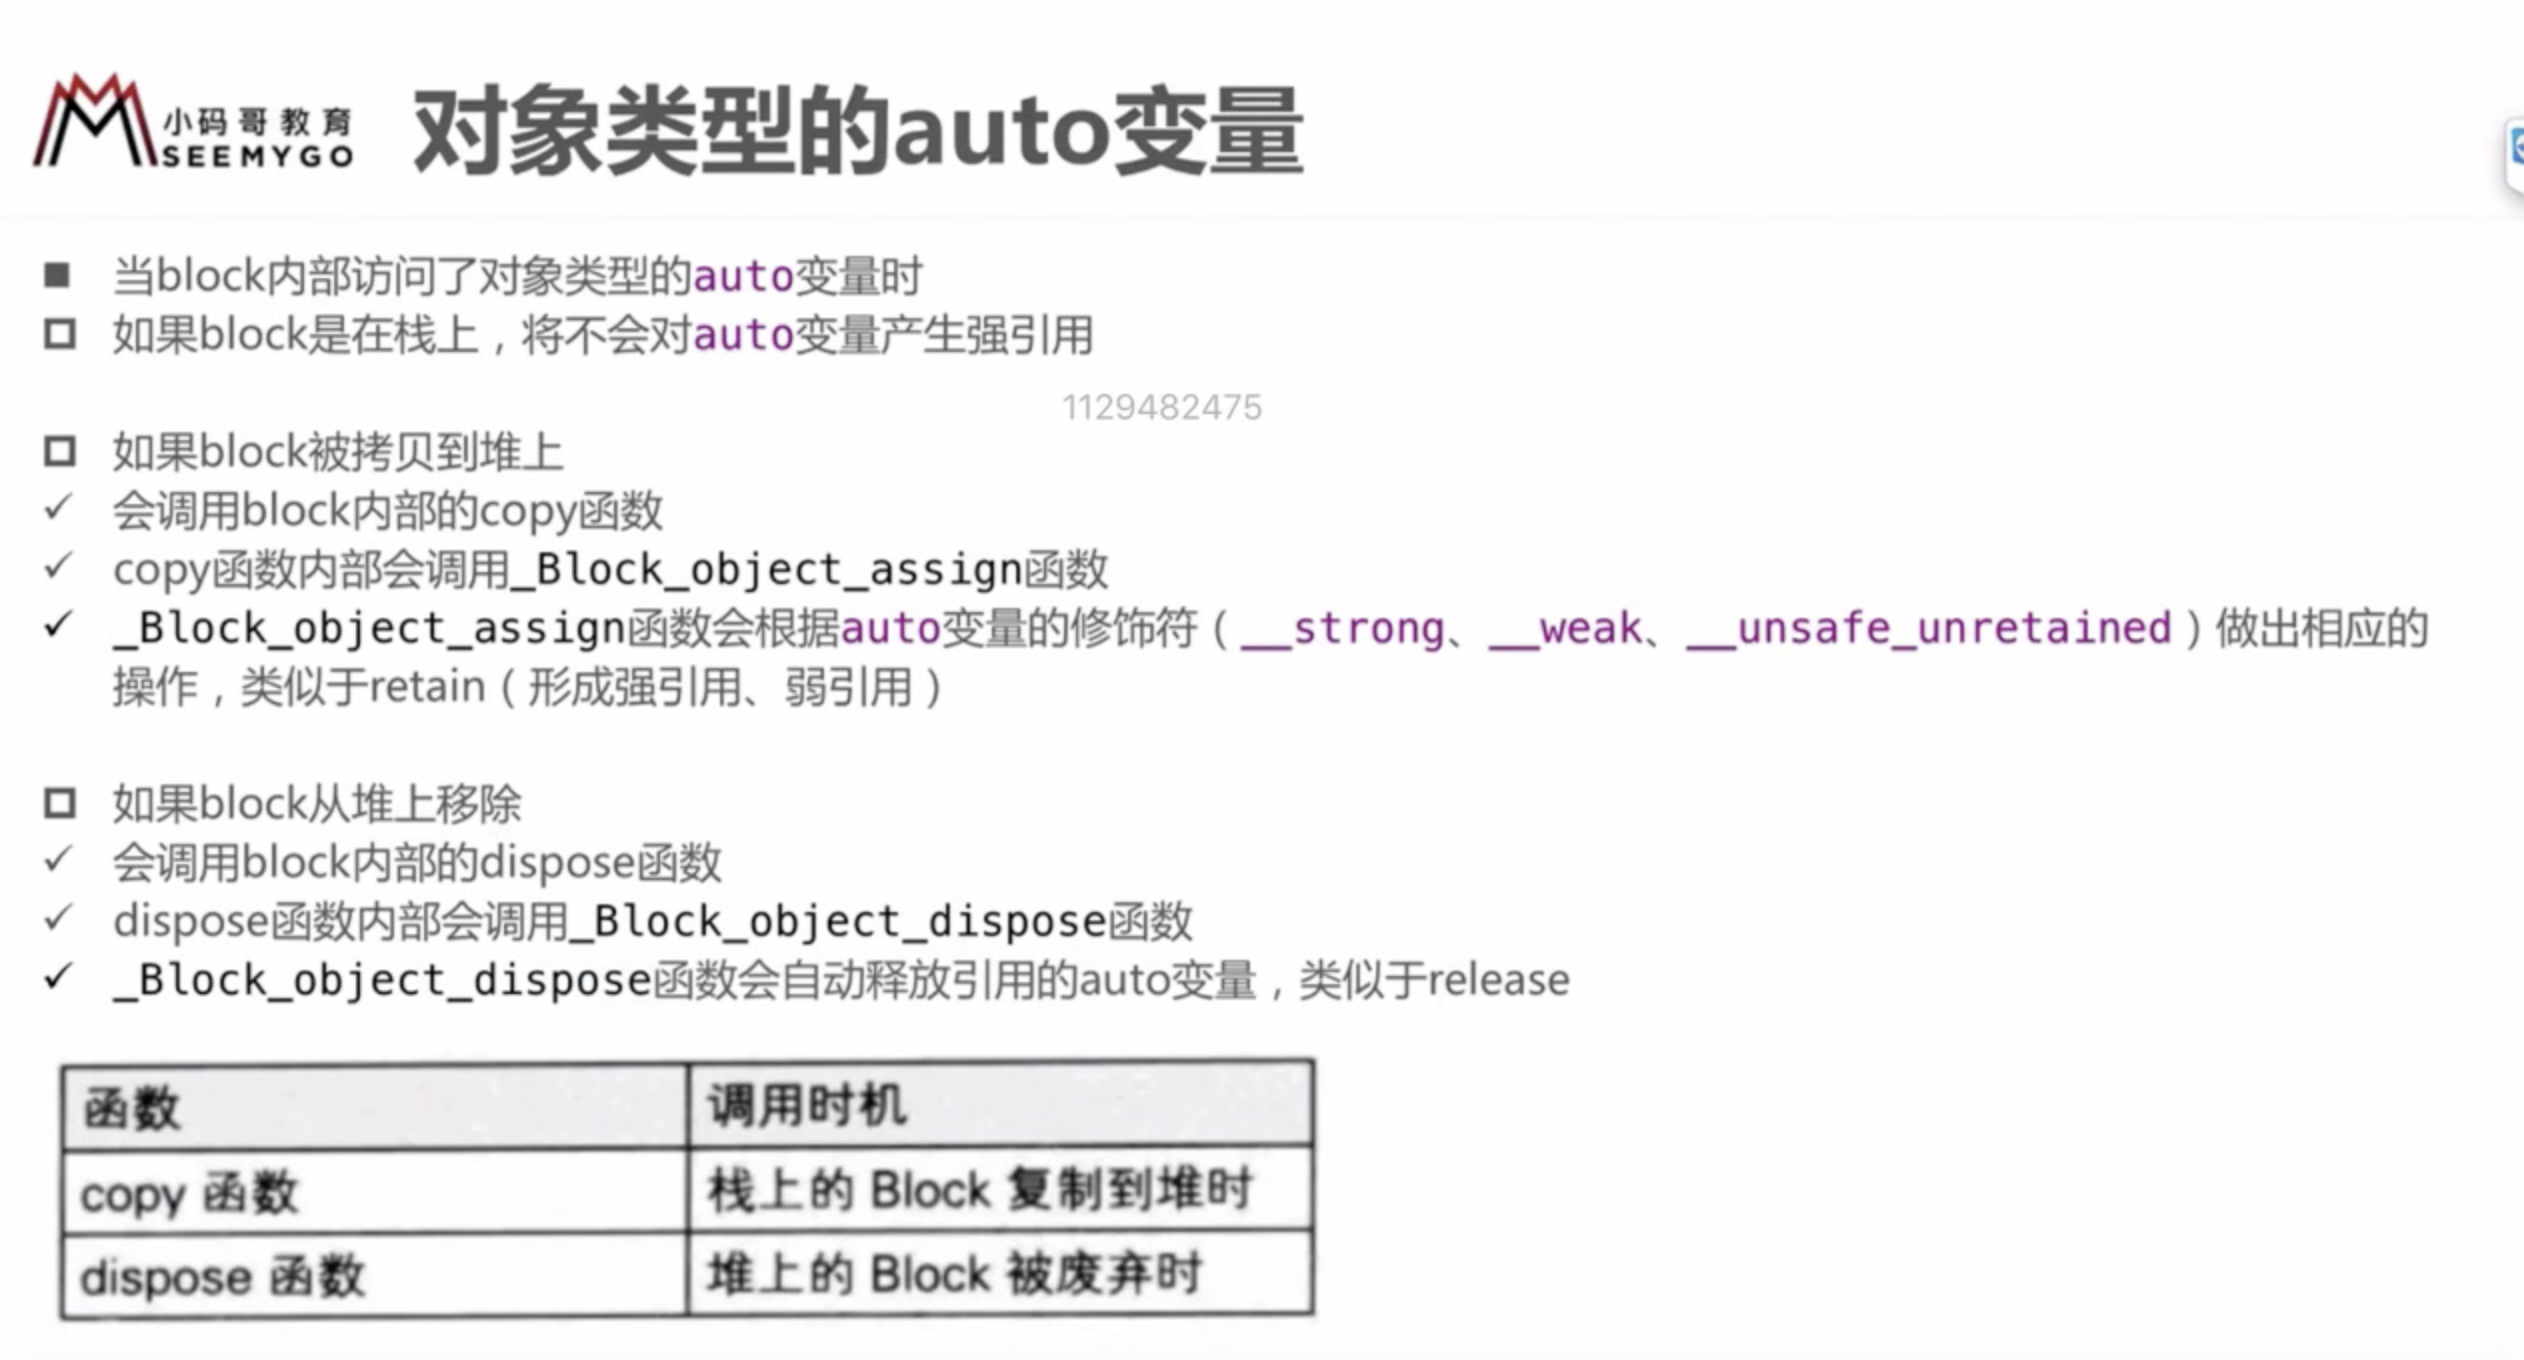 小码哥教育
SEEMYGO
对象类型的auto变量
当block内部访问了对象类型的auto变量时
如果block是在栈上，将不会对auto变量产生强引用
1129482475
如果block被拷贝到堆上
会调用block内部的copy函数
copy函数内部会调用_Block_object_assign函数
_Block_object_assign函数会根据auto变量的修饰符（__strong、__weak、__unsafe_unretained）做出相应的
操作，类似于retain（形成强引用、弱引用）
如果block从堆上移除
会调用block内部的dispose函数
dispose函数内部会调用_Block_object_dispose函数
_Block_object_dispose函数会自动释放引用的auto变量，类似于release
函数 调用时机
copy 函数 栈上的 Block 复制到堆时
dispose 函数 堆上的 Block 被废弃时